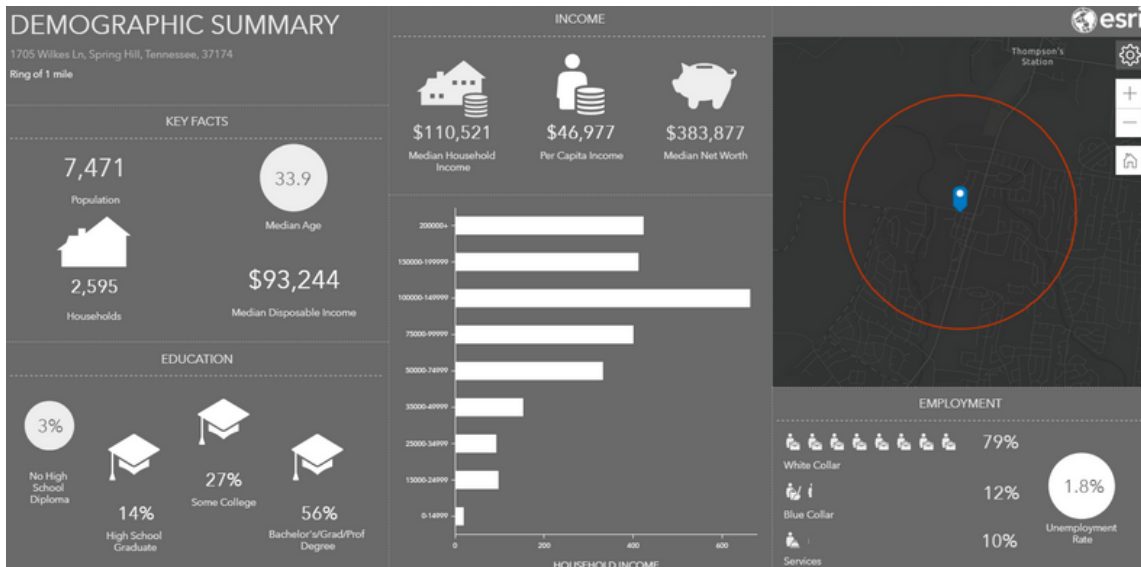 DEMOGRAPHIC SUMMARY
1705 Wilkes Ln, Spring Hill, Tennessee, 37174
Ring of 1 mile
KEY FACTS
7,471
Population
33.9
Median Age
2,595
Households
$93,244
Median Disposable Income
EDUCATION
3%
No High
School
Diploma
14%
High School
Graduate
27%
Some College
56%
Bachelor's/Grad/Prof
Degree
INCOME
$110,521
Median Household
Income
$46,977
Per Capita Income
$383,877
Median Net Worth
200000+
150000-199999
100000-149999
75000-99999
50000-74999
35000-49999
25000-34999
15000-24999
0-14999
0
200
400
600
HOUSEHOLD INCOME
esri
Thompson's
Station
EMPLOYMENT
79%
White Collar
12%
Blue Collar
10%
Services
1.8%
Unemployment
Rate